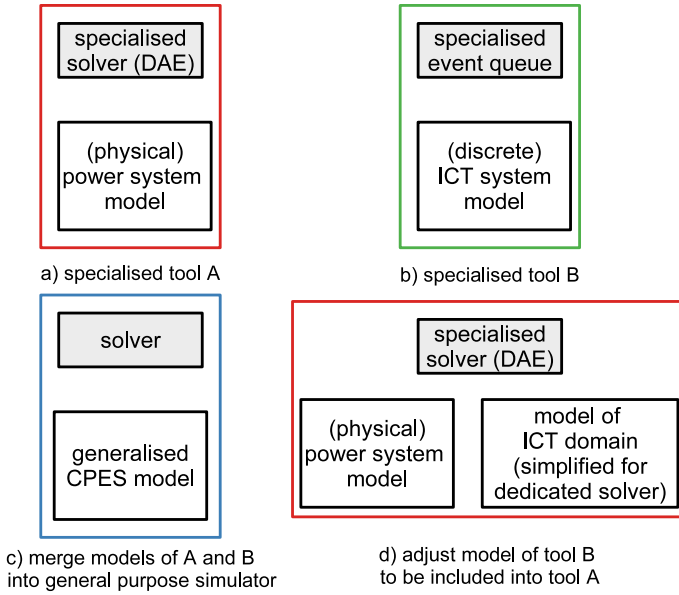 specialised
solver (DAE)
(physical)
power system
model
a) specialised tool A
specialised
event queue
(discrete)
ICT system
model
b) specialised tool B
solver
generalised
CPES model
c) merge models of A and B
into general purpose simulator
specialised
solver (DAE)
(physical)
power system
model
model of
ICT domain
(simplified for
dedicated solver)
d) adjust model of tool B
to be included into tool A